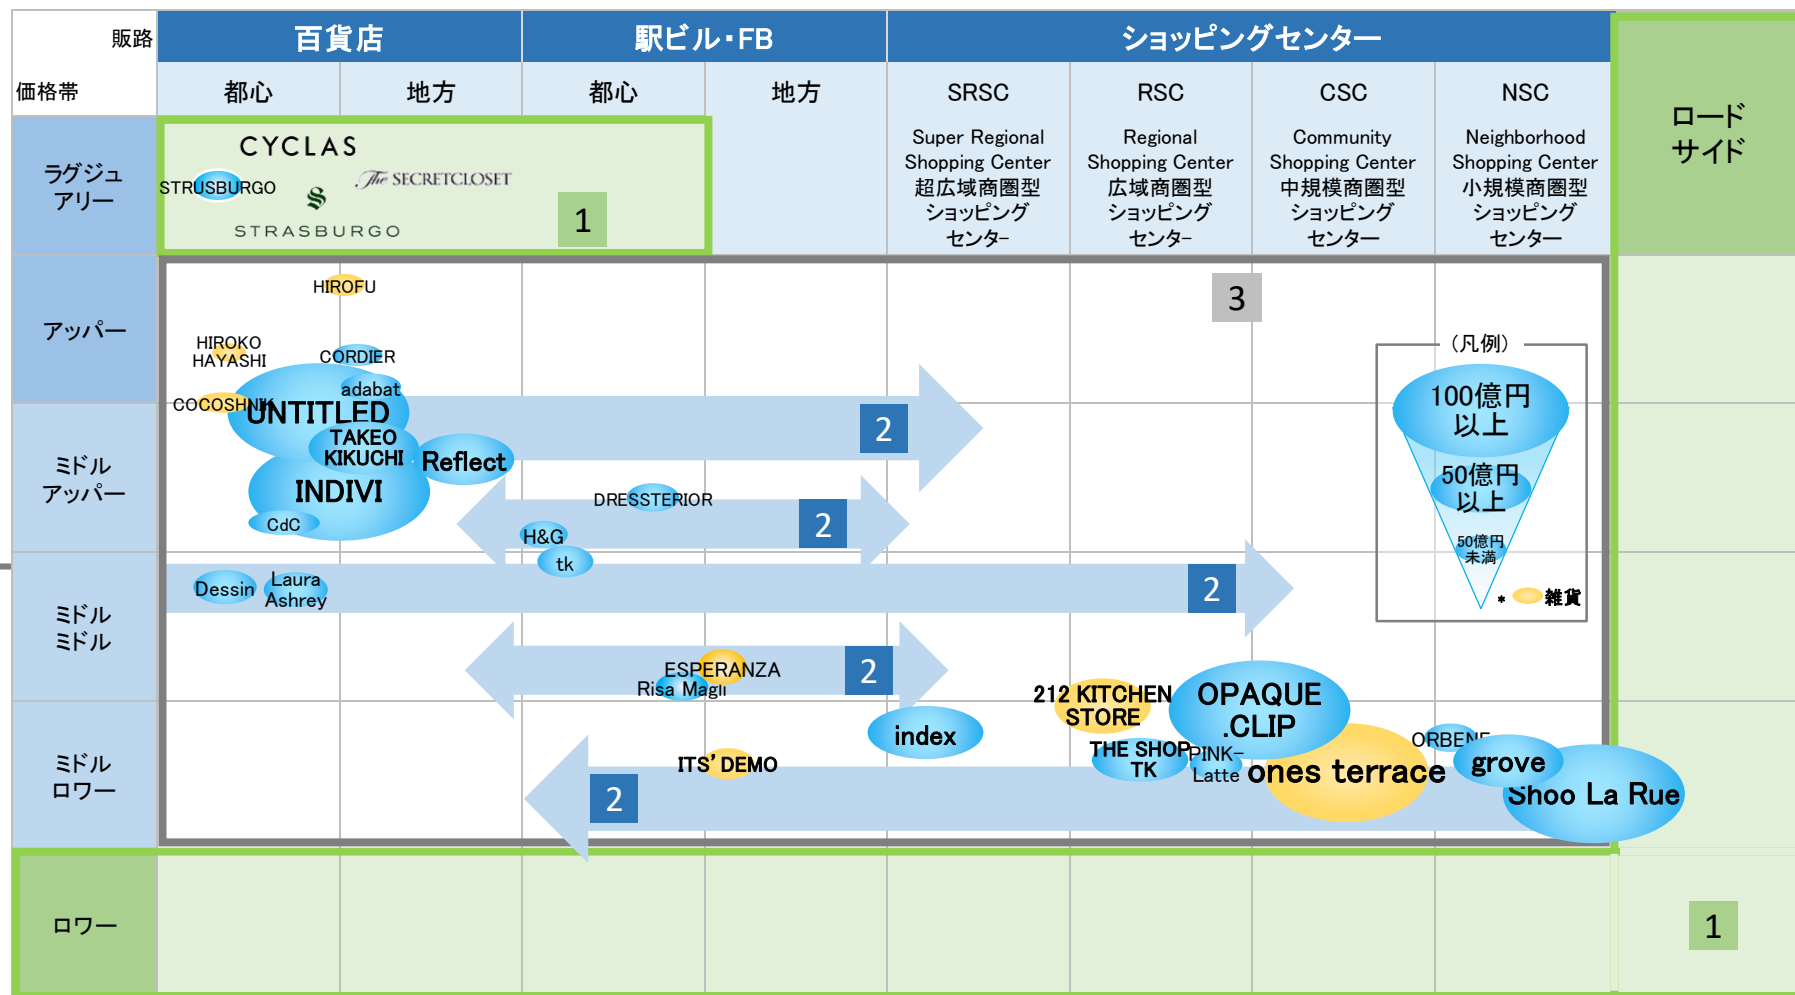 販路
百貨店
駅ビル・FB
ショッピングセンター
ロード
サイド
価格帯
都心
地方
都心
地方
SRSC
RSC
CSC
NSC
Super Regional
Shopping Center
超広域商圏型
ショッピング
センター
Regional
Shopping Center
広域商圏型
ショッピング
センター
Community
Shopping Center
中規模商圏型
ショッピング
センター
Neighborhood
Shopping Center
小規模商圏型
ショッピング
センター
ラグジュ
アリー
CYCLAS
STRUSBURGO
The SECRETCLOSET
S
STRASBURGO
1
アッパー
HIROFU
3
HIROKO
HAYASHI
CORDIER
adabat
COCOSHNIK
UNTITLED
2
（凡例）
100億円
以上
50億円
以上
50億円
未満
* 雑貨
ミドル
アッパー
TAKEO
KIKUCHI
Reflect
INDIVI
CdC
DRESSTERIOR
2
H&G
tk
ミドル
ミドル
Dessin
Laura
Ashrey
2
ESPERANZA
Risa Magli
2
212 KITCHEN
STORE
OPAQUE
.CLIP
ミドル
ロワー
index
ITS' DEMO
THE SHOP
TK
PINK-
Latte
ones terrace
ORBENE
grove
Shoo La Rue
2
ロワー
1